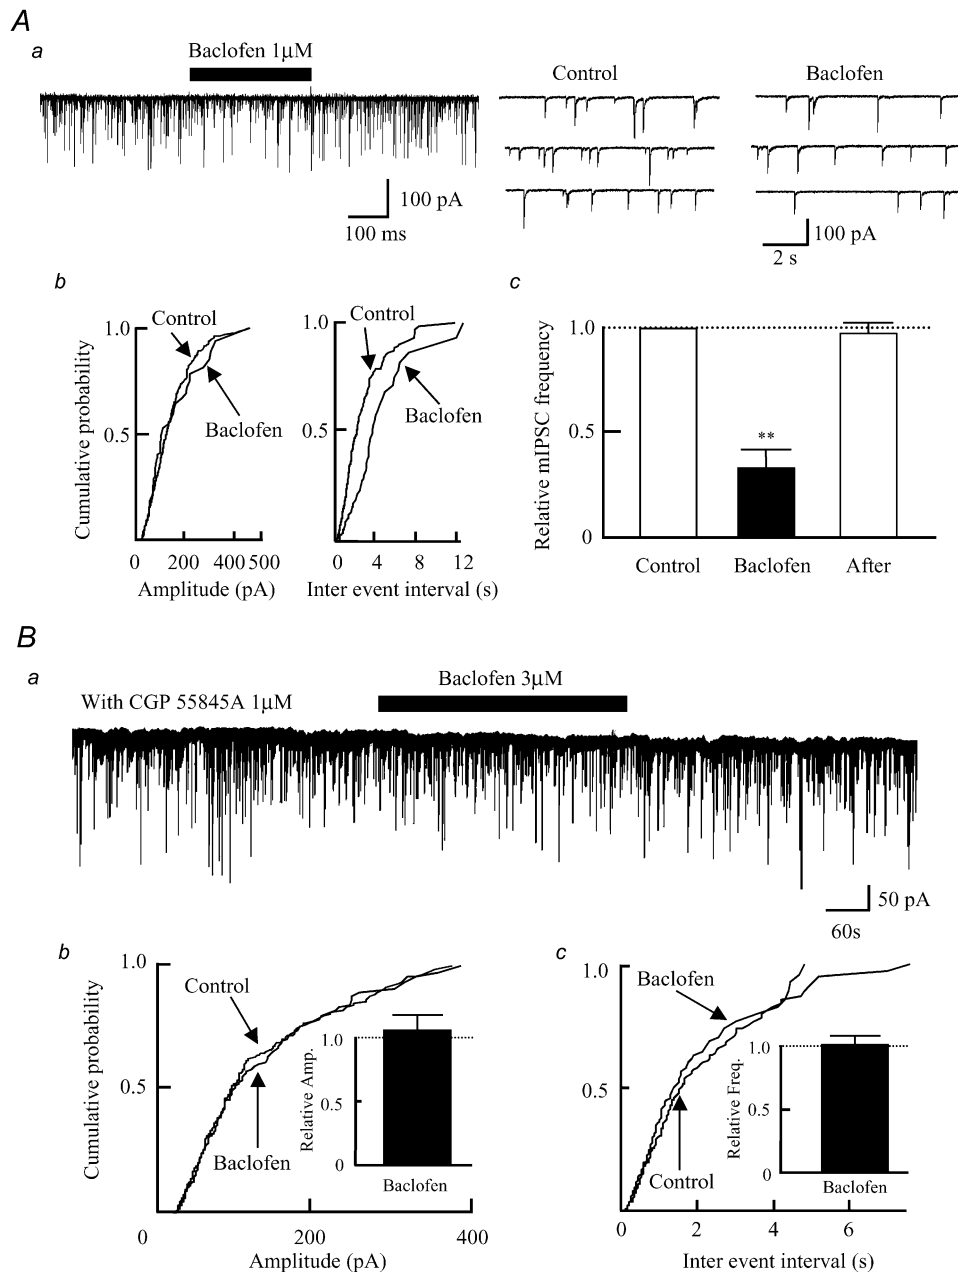 A
a
Baclofen 1µM
Control
Baclofen
100 pA
100 ms
100 pA
2 s
b
c
1.0
Control
0.5
Baclofen
Cumulative probability
0
200
400
500
Amplitude (pA)
1.0
Control
0.5
Baclofen
0
4
8
12
Inter event interval (s)
Relative mIPSC frequency
1.0
0.5
0
**
Control
Baclofen
After
B
a
With CGP 55845A 1µM
Baclofen 3µM
50 pA
60s
b
c
Cumulative probability
1.0
0.5
Control
Baclofen
0
200
400
Amplitude (pA)
Relative Amp.
1.0
0.5
0
Baclofen
1.0
0.5
Baclofen
Control
0
2
4
6
Inter event interval (s)
Relative Freq.
1.0
0.5
0
Baclofen